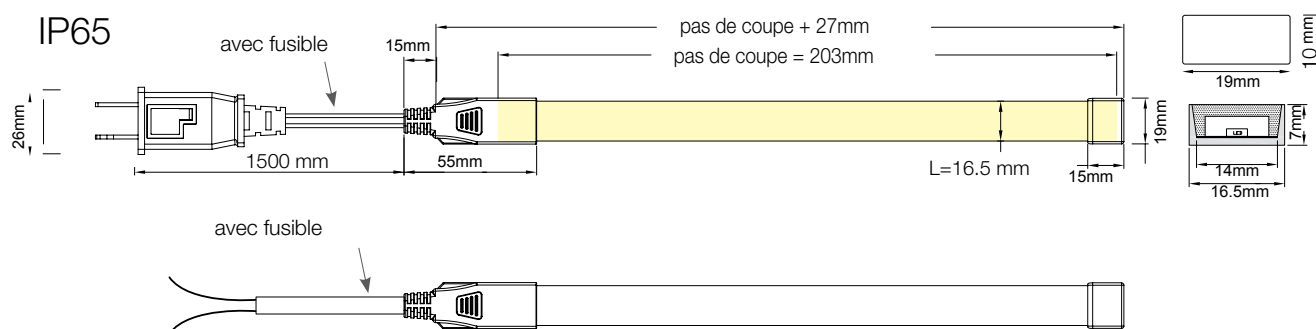 IP65
avec fusible
15mm
pas de coupe + 27mm
pas de coupe = 203mm
10 mm
19mm
26mm
1500 mm
55mm
L=16.5 mm
15mm
19mm
7mm
14mm
16.5mm
avec fusible